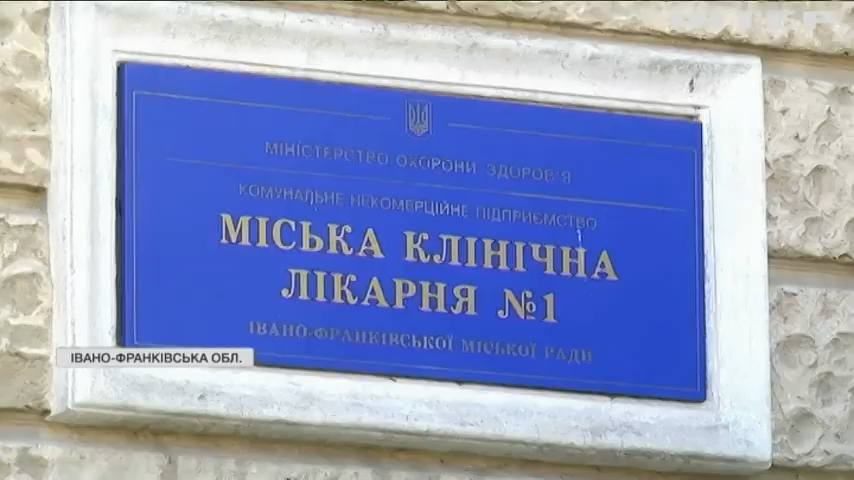 МІНІСТЕРСТВО ОХОРОНИ ЗДОРОВ'Я
КОМУНАЛЬНЕ НЕКОМЕРЦІЙНЕ ПІДПРИЄМСТВО
МІСЬКА КЛІНІЧНА
ЛІКАРНЯ №1
ІВАНО-ФРАНКІВСЬКОЇ МІСЬКОЇ РАДИ
ІВАНО-ФРАНКІВСЬКА ОБЛ.